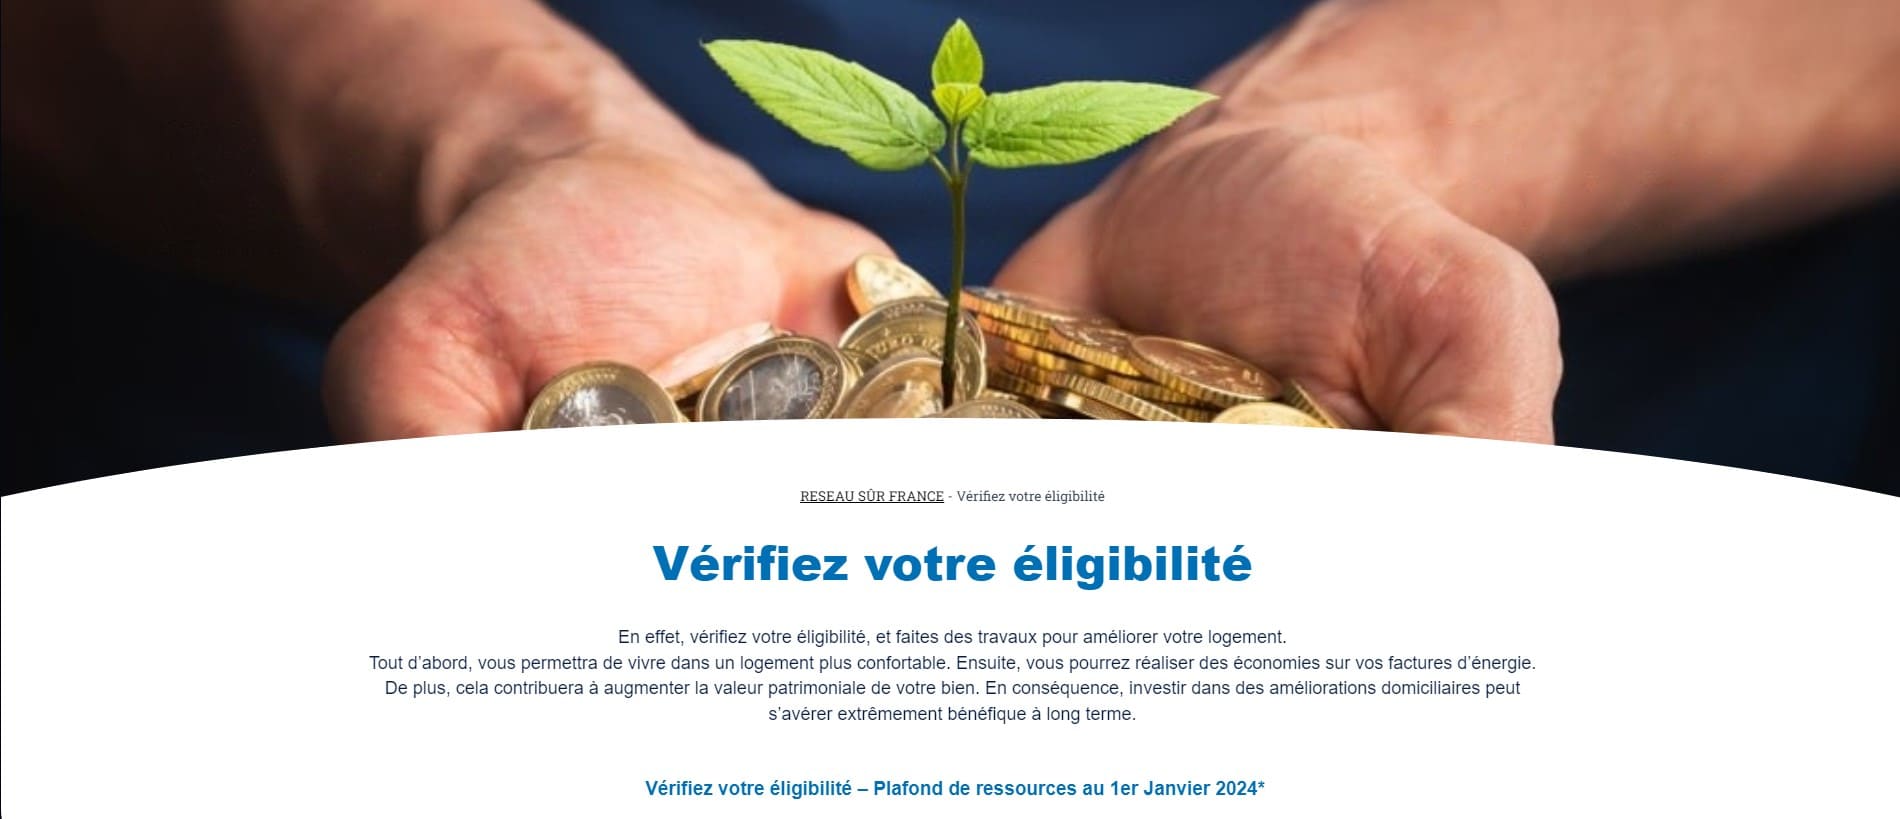 RESEAU SÛR FRANCE - Vérifiez votre éligibilité
Vérifiez votre éligibilité
En effet, vérifiez votre éligibilité, et faites des travaux pour améliorer votre logement.
Tout d’abord, vous permettra de vivre dans un logement plus confortable. Ensuite, vous pourrez réaliser des économies sur vos factures d’énergie.
De plus, cela contribuera à augmenter la valeur patrimoniale de votre bien. En conséquence, investir dans des améliorations domiciliaires peut
s’avérer extrêmement bénéfique à long terme.
Vérifiez votre éligibilité – Plafond de ressources au 1er Janvier 2024*